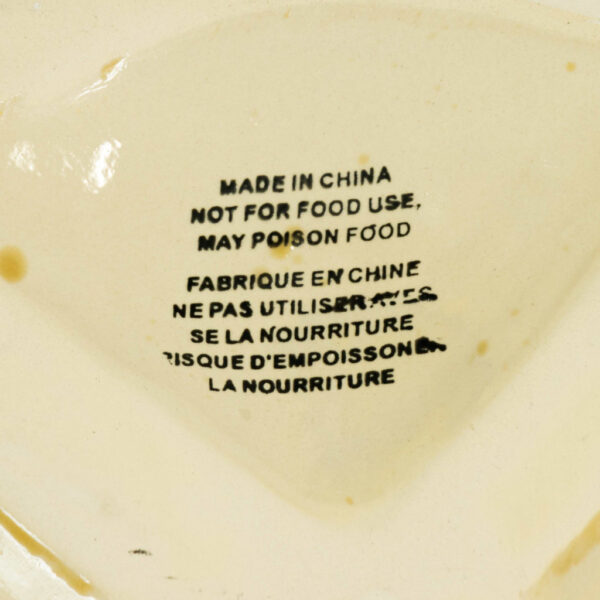 MADE IN CHINA
NOT FOR FOOD USE,
MAY POISON FOOD
FABRIQUE EN CHINE
NE PAS UTILISER AVES
SE LA NOURRITURE
RISQUE D'EMPOISSONER
LA NOURRITURE